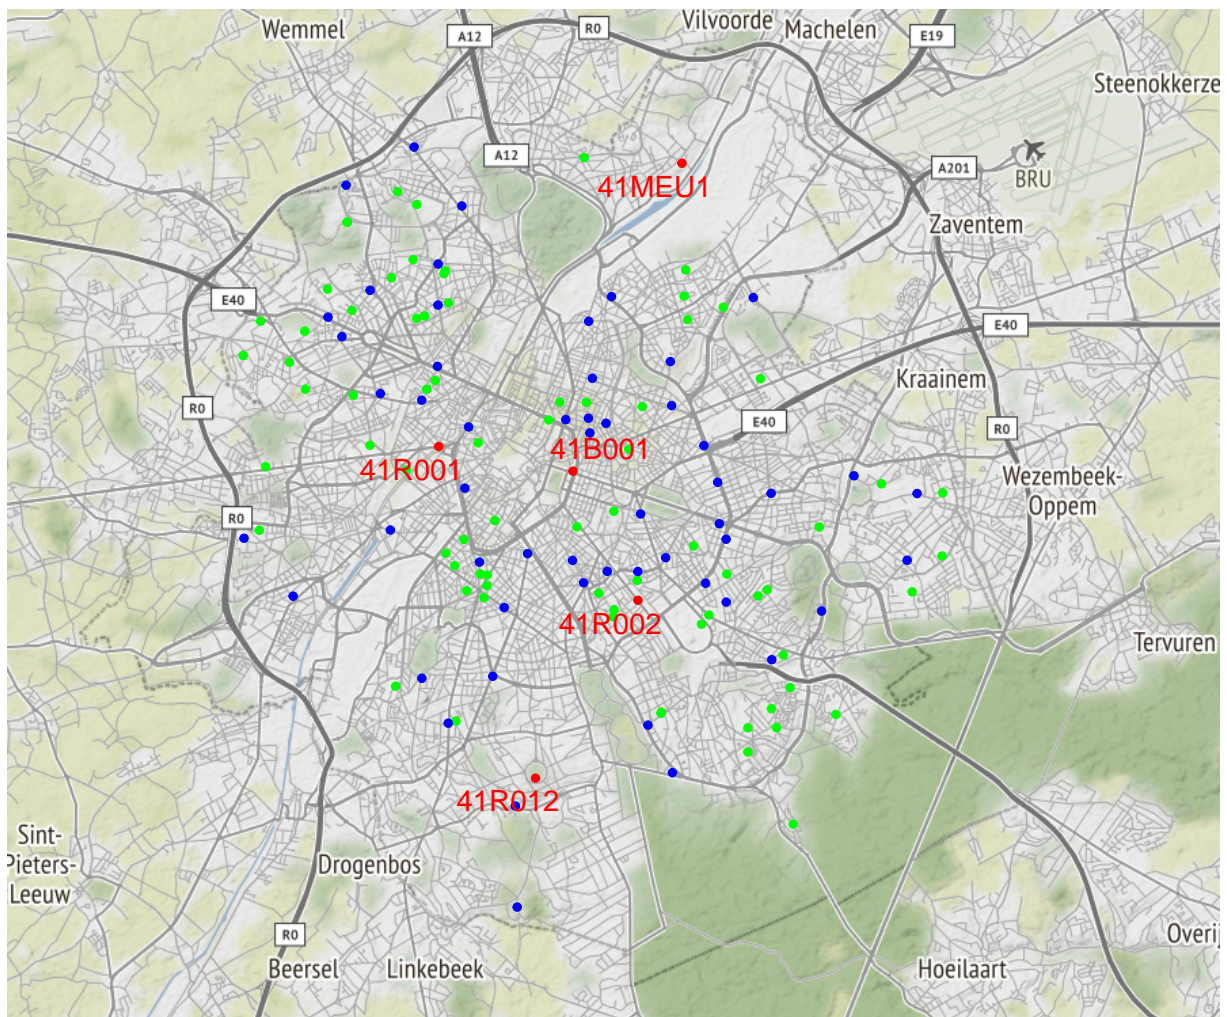 Wemmel
A12
R0
Vilvoorde
Machelen
E19
Steenokkerze
A12
A201
BRU
41MEU1
Zaventem
E40
E40
Kraainem
R0
E40
R0
41B001
41R001
Wezembeek-
Oppem
R0
41R002
Tervuren
41R012
Sint-
Pieters-
Leeuw
Drogenbos
R0
Overij
Beersel
Linkebeek
Hoeilaart